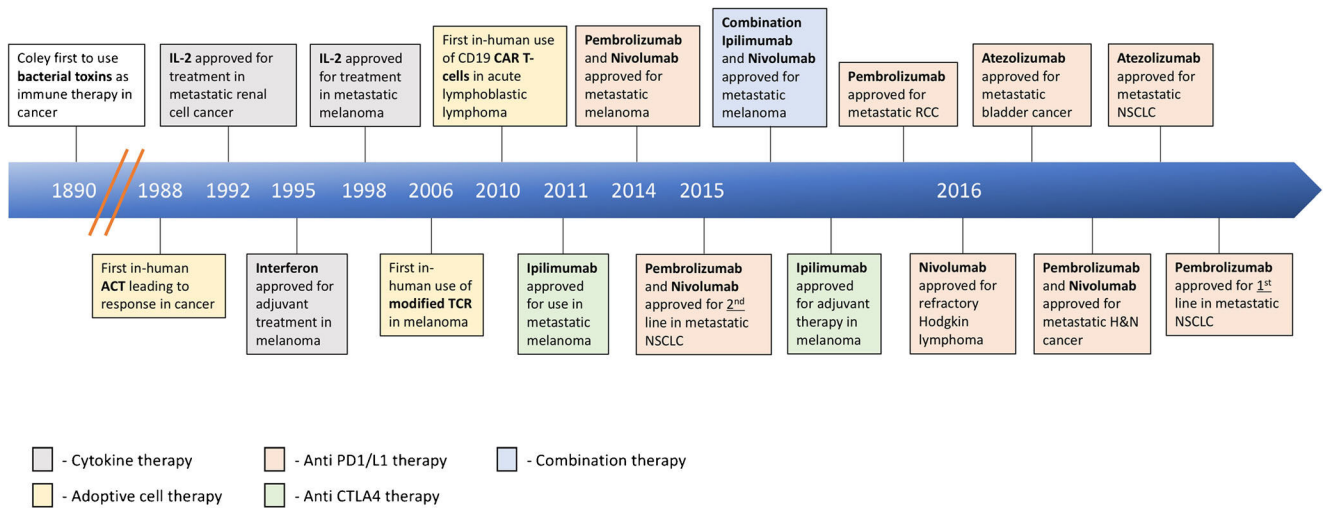 Coley first to use
bacterial toxins as
immune therapy in
cancer
IL-2 approved for
treatment in
metastatic renal
cell cancer
IL-2 approved
for treatment
in metastatic
melanoma
First in-human use
of CD19 CAR T-
cells in acute
lymphoblastic
lymphoma
Pembrolizumab
and Nivolumab
approved for
metastatic
melanoma
Combination
Ipilimumab
and Nivolumab
approved for
metastatic
melanoma
Pembrolizumab
approved for
metastatic RCC
Atezolizumab
approved for
metastatic
bladder cancer
Atezolizumab
approved for
metastatic
NSCLC
1890 1988 1992 1995 1998 2006 2010 2011 2014 2015 2016
First in-human
ACT leading to
response in cancer
Interferon
approved for
adjuvant
treatment in
melanoma
First in-
human use of
modified TCR
in melanoma
Ipilimumab
approved
for use in
metastatic
melanoma
Pembrolizumab
and Nivolumab
approved for 2nd
line in metastatic
NSCLC
Ipilimumab
approved
for adjuvant
therapy in
melanoma
Nivolumab
approved for
refractory
Hodgkin
lymphoma
Pembrolizumab
and Nivolumab
approved for
metastatic H&N
cancer
Pembrolizumab
approved for 1st
line in metastatic
NSCLC
- Cytokine therapy
- Anti PD1/L1 therapy
- Combination therapy
- Adoptive cell therapy
- Anti CTLA4 therapy